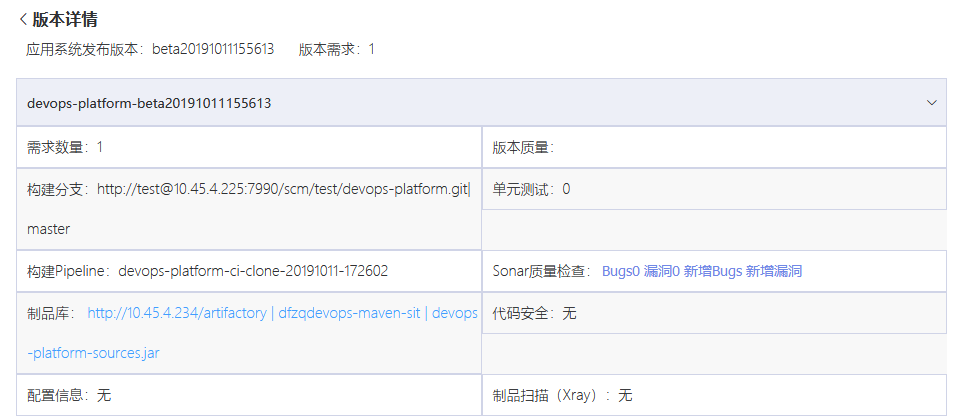 版本详情
应用系统发布版本：beta20191011155613 版本需求：1
devops-platform-beta20191011155613
需求数量：1
版本质量：
构建分支：http://test@10.45.4.225:7990/scm/test/devops-platform.git|
master
单元测试：0
构建Pipeline：devops-platform-ci-clone-20191011-172602
Sonar质量检查： Bugs0 漏洞0 新增Bugs 新增漏洞
制品库： http://10.45.4.234/artifactory | dfzqdevops-maven-sit | devops
-platform-sources.jar
代码安全：无
配置信息：无
制品扫描（Xray）：无